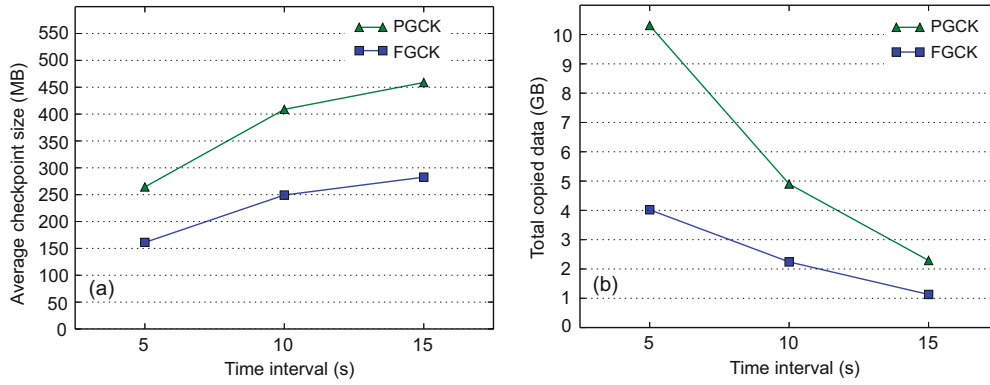 PGCK
FGCK
550
500
450
400
350
300
250
200
150
100
50
0
Average checkpoint size (MB)
(a)
5 10 15
Time interval (s)
PGCK
FGCK
10
9
8
7
6
5
4
3
2
1
0
Total copied data (GB)
(b)
5 10 15
Time interval (s)